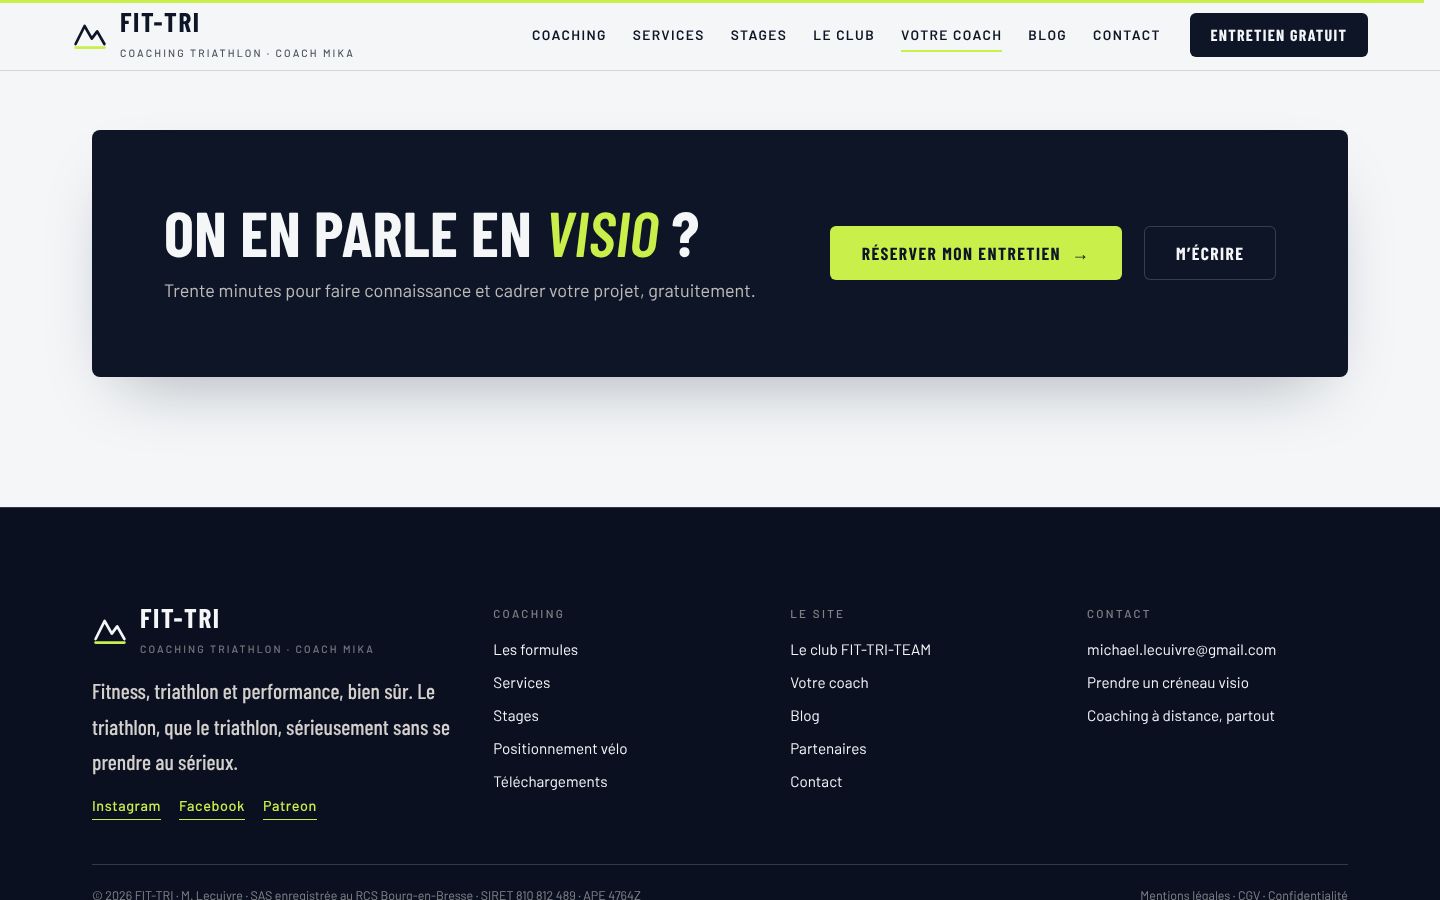 FIT-TRI
COACHING TRIATHLON · COACH MIKA
COACHING SERVICES STAGES LE CLUB VOTRE COACH BLOG CONTACT ENTRETIEN GRATUIT
ON EN PARLE EN VISIO ?
Trente minutes pour faire connaissance et cadrer votre projet, gratuitement.
RÉSERVER MON ENTRETIEN →
M’ÉCRIRE
FIT-TRI
COACHING TRIATHLON · COACH MIKA
Fitness, triathlon et performance, bien sûr. Le
triathlon, que le triathlon, sérieusement sans se
prendre au sérieux.
Instagram Facebook Patreon
COACHING
Les formules
Services
Stages
Positionnement vélo
Téléchargements
LE SITE
Le club FIT-TRI-TEAM
Votre coach
Blog
Partenaires
Contact
CONTACT
michael.lecuivre@gmail.com
Prendre un créneau visio
Coaching à distance, partout
© 2026 FIT-TRI · M. Lecuivre · SAS enregistrée au RCS Bourg-en-Bresse · SIRET 810 812 489 · APE 4764Z
Mentions légales · CGV · Confidentialité